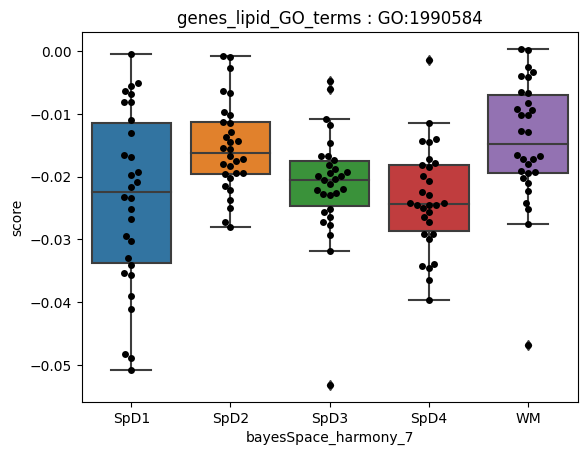 genes_lipid_GO_terms : GO:1990584
0.00
−0.01
−0.02
−0.03
−0.04
−0.05
score
SpD1 SpD2 SpD3 SpD4 WM
bayesSpace_harmony_7